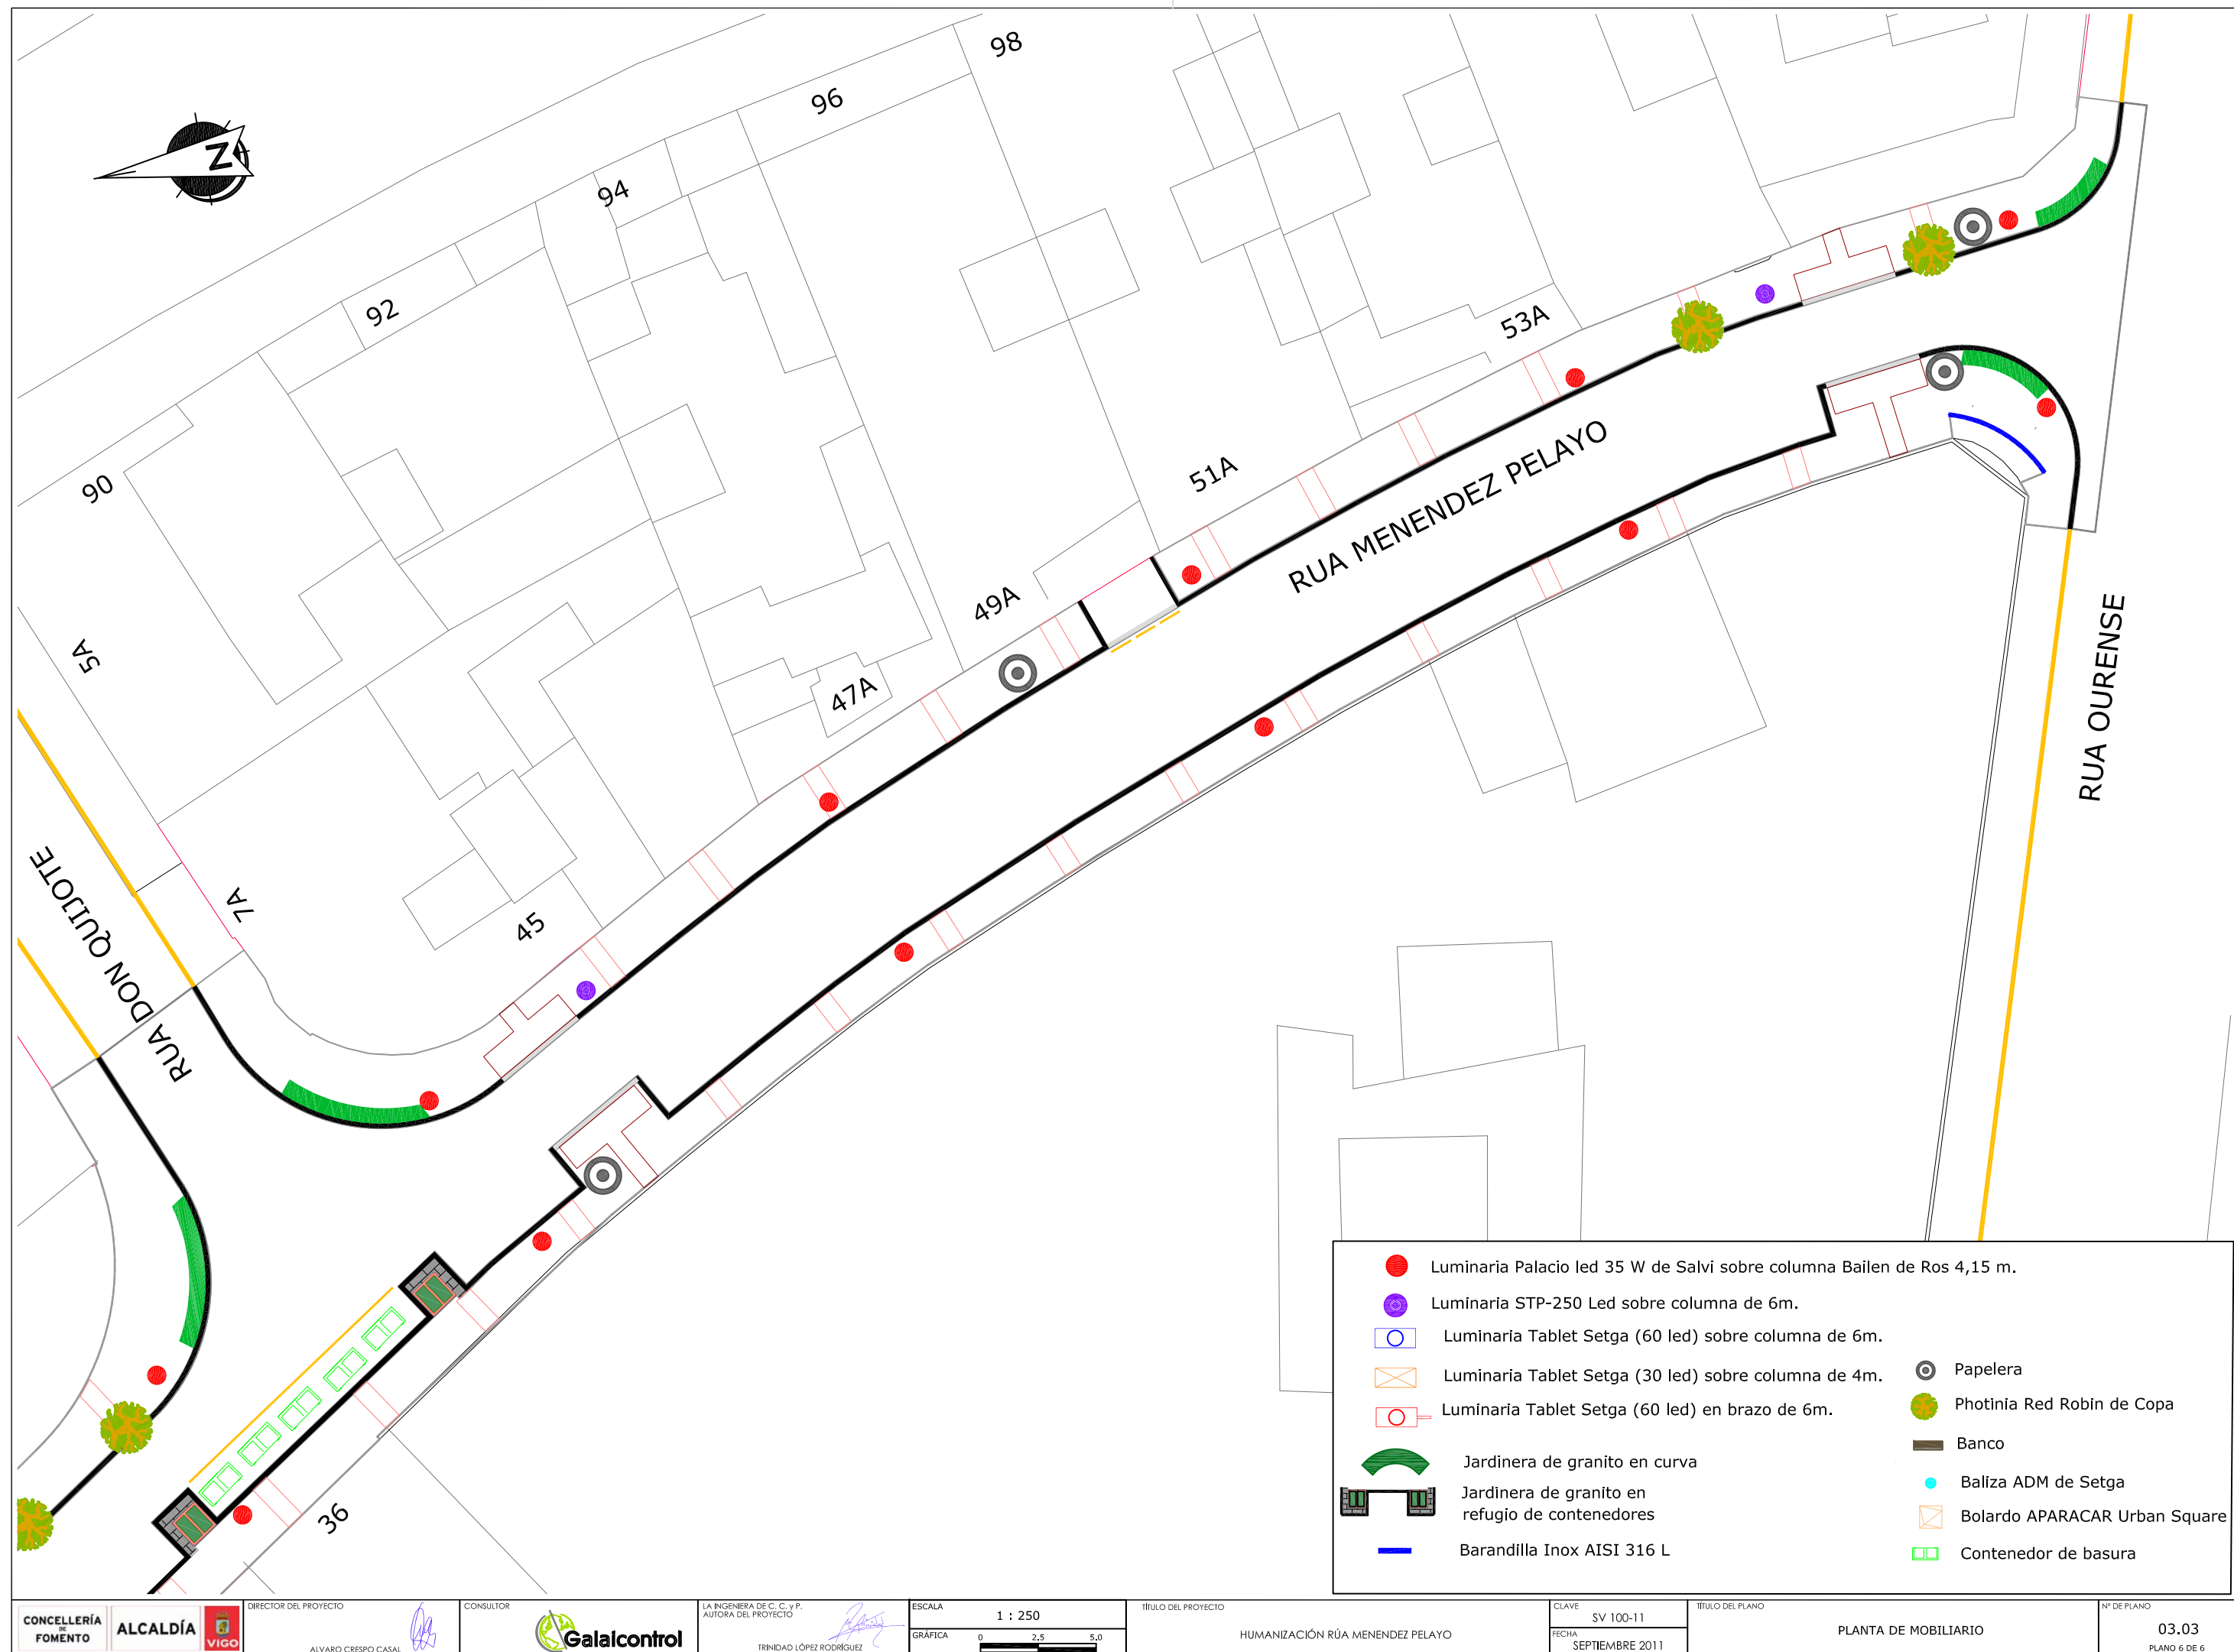 98
96
94
92
90
N
53A
51A
49A
47A
45
5A
7A
36
RUA MENENDEZ PELAYO
RUA OURENSE
RUA DON QUIJOTE
Luminaria Palacio led 35 W de Salvi sobre columna Bailen de Ros 4,15 m.
Luminaria STP-250 Led sobre columna de 6m.
Luminaria Tablet Setga (60 led) sobre columna de 6m.
Luminaria Tablet Setga (30 led) sobre columna de 4m.
Luminaria Tablet Setga (60 led) en brazo de 6m.
Jardinera de granito en curva
Jardinera de granito en
refugio de contenedores
Barandilla Inox AISI 316 L
Papelera
Photinia Red Robin de Copa
Banco
Baliza ADM de Setga
Bolardo APARACAR Urban Square
Contenedor de basura
CONCELLERÍA
DE
FOMENTO
ALCALDÍA
VIGO
DIRECTOR DEL PROYECTO
ALVARO CRESPO CASAL
CONSULTOR
Galaicontrol
LA INGENIERA DE C. C. y P.
AUTORA DEL PROYECTO
TRINIDAD LÓPEZ RODRÍGUEZ
ESCALA
1 : 250
GRÁFICA
0 2.5 5.0
TÍTULO DEL PROYECTO
HUMANIZACIÓN RÚA MENENDEZ PELAYO
CLAVE
SV 100-11
FECHA
SEPTIEMBRE 2011
TÍTULO DEL PLANO
PLANTA DE MOBILIARIO
Nº DE PLANO
03.03
PLANO 6 DE 6